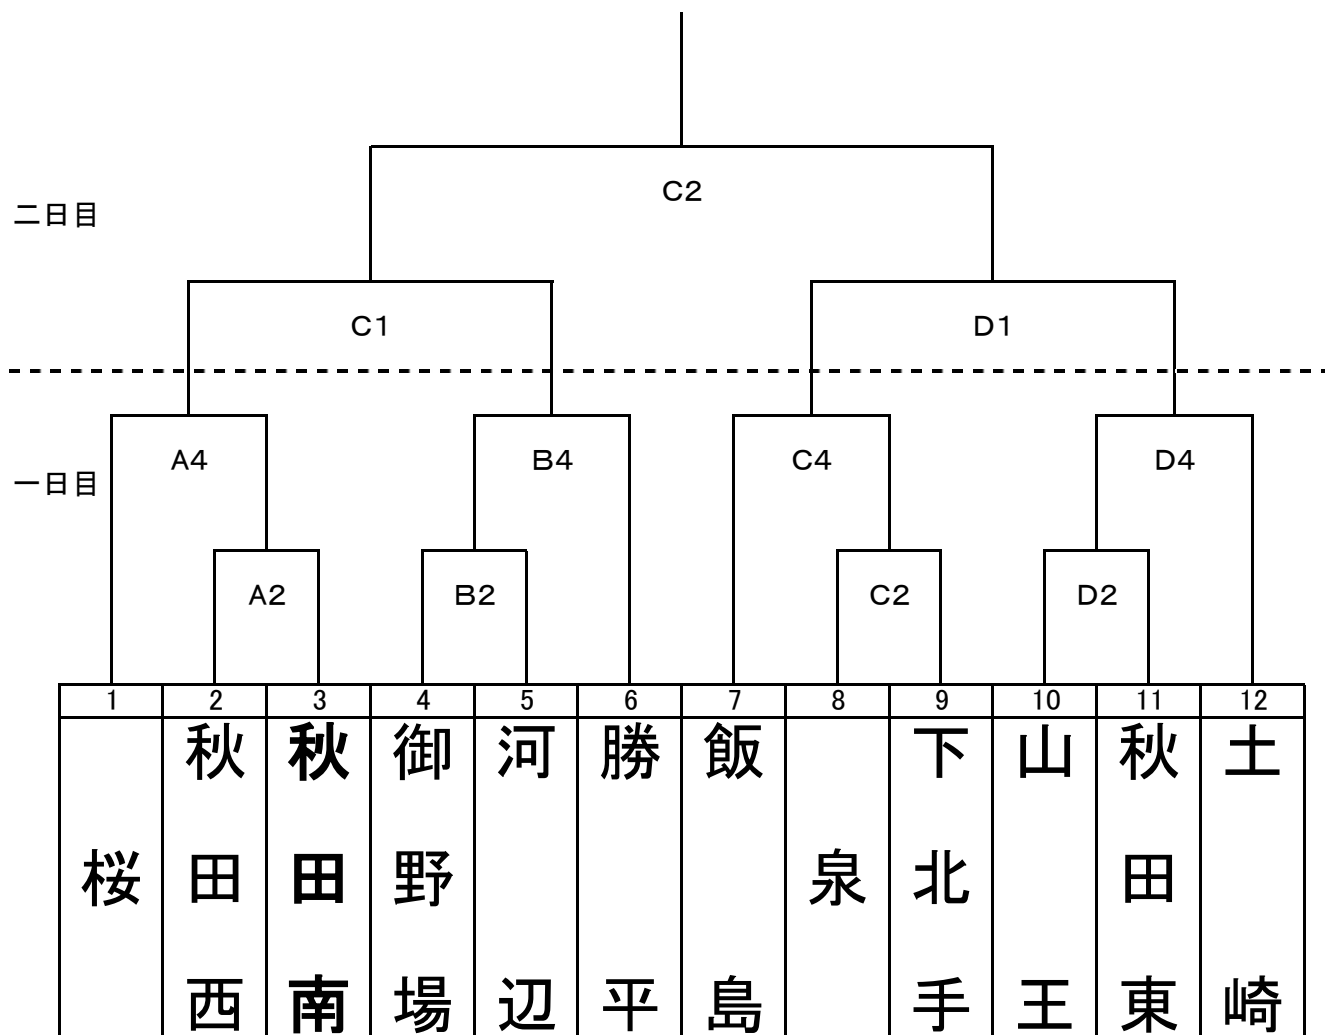 C2
二日目
C1 D1
A4 B4 C4 D4
一日目
A2 B2 C2 D2
1 2 3 4 5 6 7 8 9 10 11 12
桜
秋田西
秋田南
御野場
河辺
勝平
飯島
泉
下北手
山王
秋田東
土崎